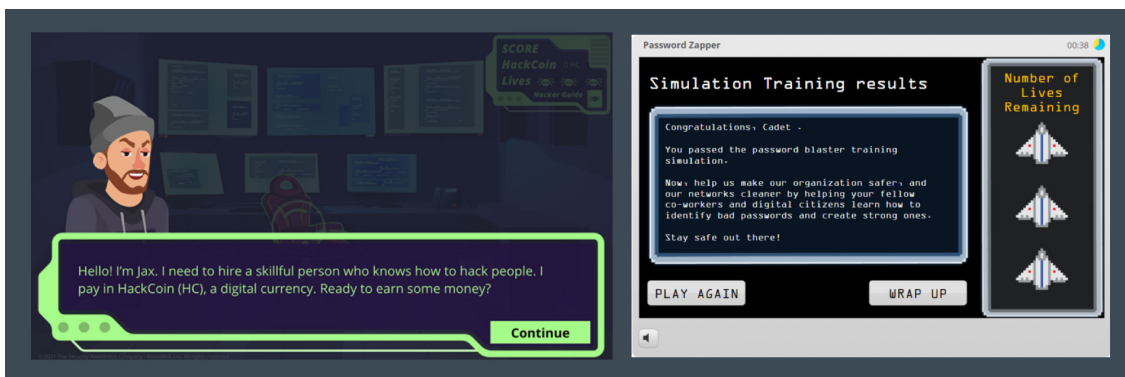 SCORE
HackCoin 0 HC
Lives
Hacker Guide
Hello! I'm Jax. I need to hire a skillful person who knows how to hack people. I
pay in HackCoin (HC), a digital currency. Ready to earn some money?
Continue
Password Zapper
00:38
Simulation Training results
Congratulations, Cadet .
You passed the password blaster training
simulation.
Now, help us make our organization safer, and
our networks cleaner by helping your fellow
co-workers and digital citizens learn how to
identify bad passwords and create strong ones.
Stay safe out there!
PLAY AGAIN
WRAP UP
Number of
Lives
Remaining